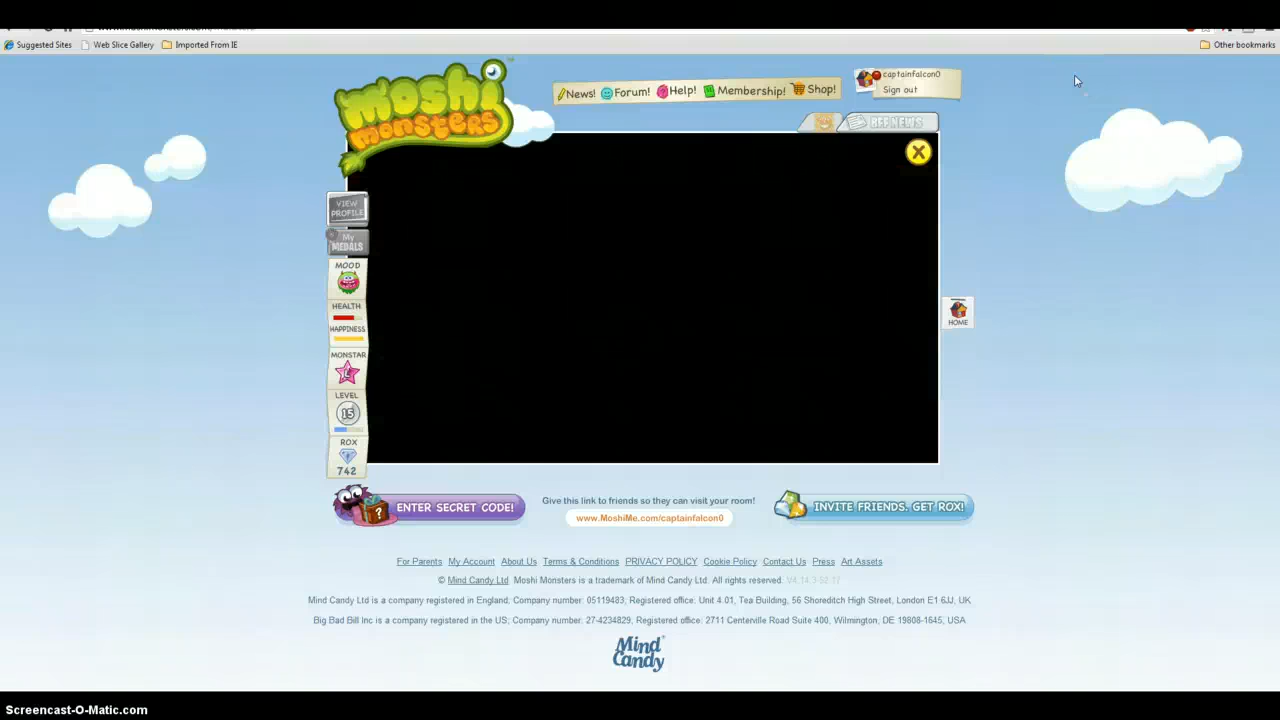 Suggested Sites Web Slice Gallery Imported From IE Other bookmarks
moshi monsters
News! Forum! Help! Membership! Shop!
captainfalcon0
Sign out
VIEW PROFILE
My MEDALS
MOOD
HEALTH
HAPPINESS
MONSTAR
L
LEVEL
15
ROX
742
HOME
ENTER SECRET CODE!
Give this link to friends so they can visit your room!
www.MoshiMe.com/captainfalcon0
INVITE FRIENDS. GET ROX!
For Parents My Account About Us Terms & Conditions PRIVACY POLICY Cookie Policy Contact Us Press Art Assets
© Mind Candy Ltd. Moshi Monsters is a trademark of Mind Candy Ltd. All rights reserved.
Mind Candy Ltd is a company registered in England; Company number: 05119483; Registered office: Unit 4.01, Tea Building, 56 Shoreditch High Street, London E1 6JJ, UK
Big Bad Bill Inc is a company registered in the US; Company number: 27-4234829; Registered office: 2711 Centerville Road Suite 400, Wilmington, DE 19808-1645, USA
Mind
Candy
Screencast-O-Matic.com